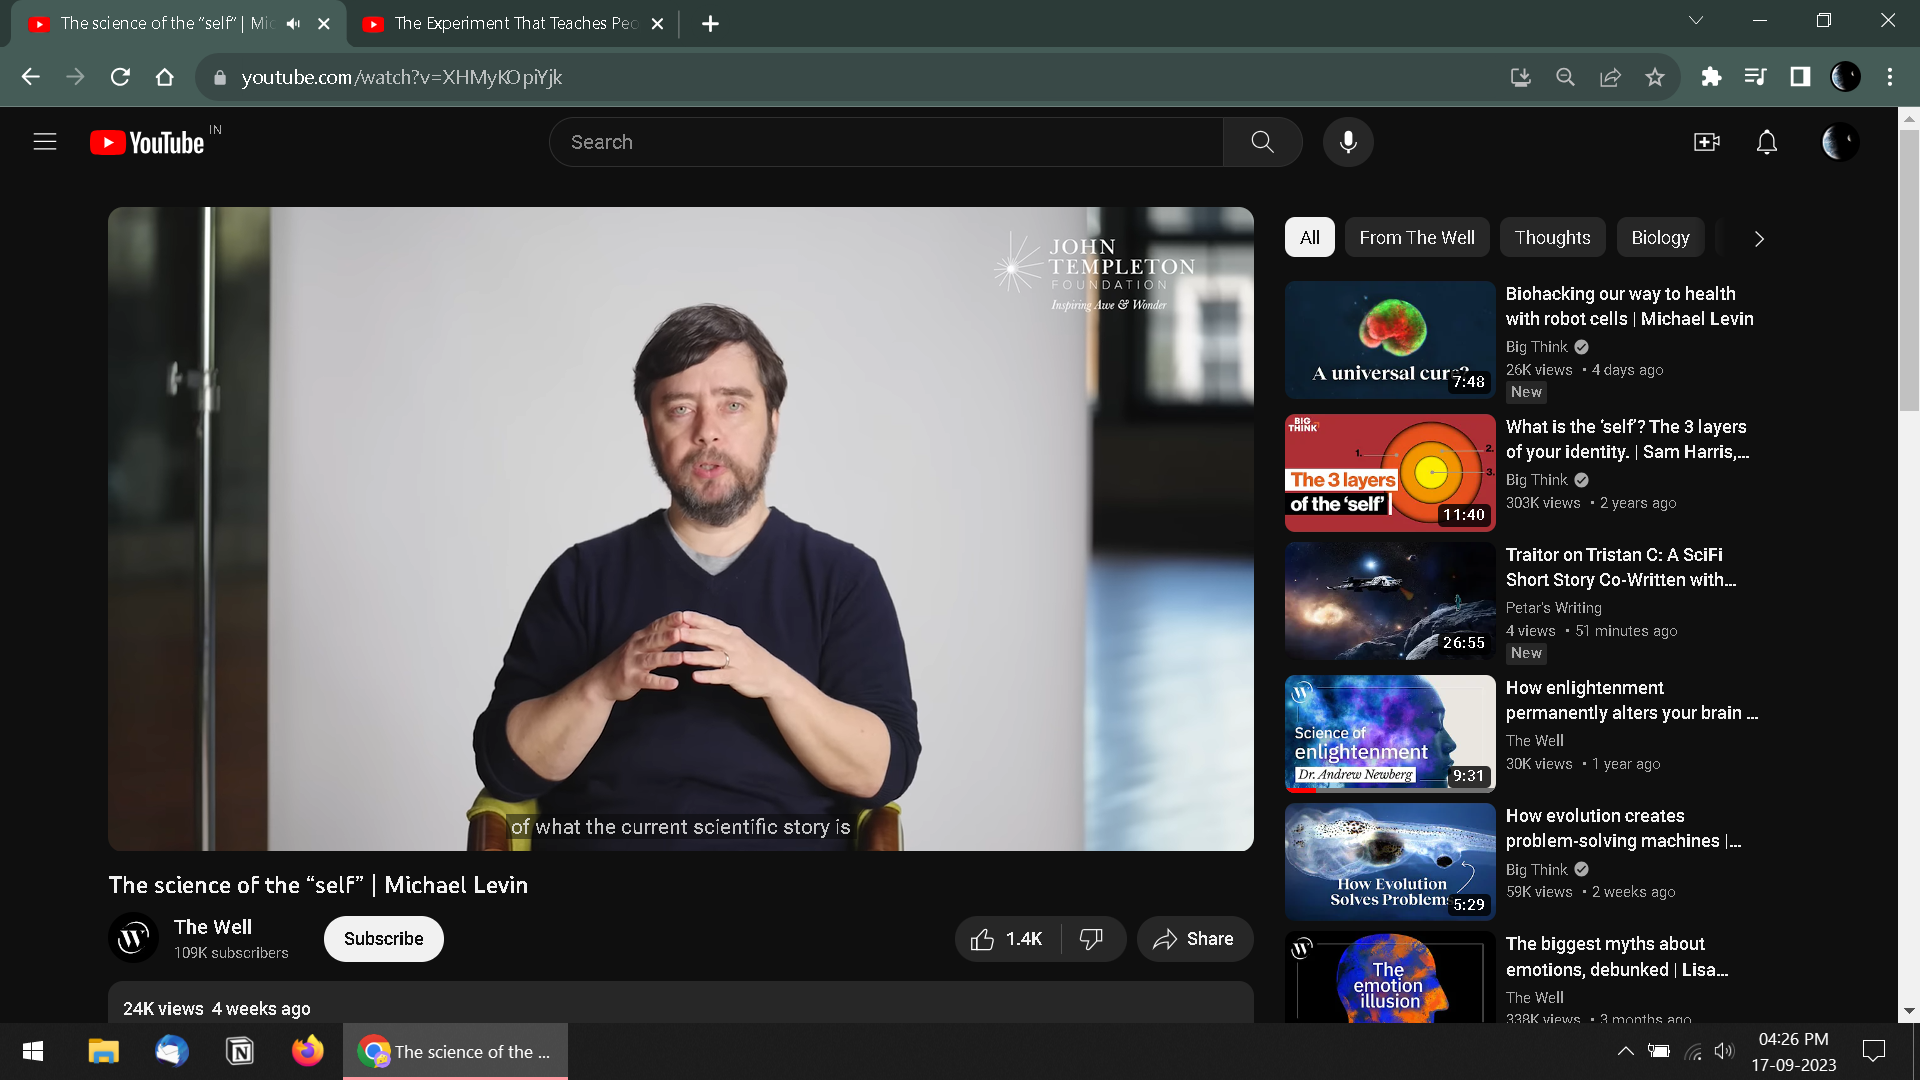 The science of the “self” | Mic
The Experiment That Teaches Peo
youtube.com/watch?v=XHMyKOpiYjk
YouTube IN
Search
JOHN
TEMPLETON
FOUNDATION
Inspiring Awe & Wonder
of what the current scientific story is
The science of the “self” | Michael Levin
The Well
109K subscribers
Subscribe
1.4K
Share
24K views 4 weeks ago
All
From The Well
Thoughts
Biology
A universal cure?
7:48
Biohacking our way to health
with robot cells | Michael Levin
Big Think
26K views • 4 days ago
New
BIG
THINK
1.
2.
3.
The 3 layers
of the ‘self’
11:40
What is the ‘self’? The 3 layers
of your identity. | Sam Harris,...
Big Think
303K views • 2 years ago
26:55
Traitor on Tristan C: A SciFi
Short Story Co-Written with...
Petar's Writing
4 views • 51 minutes ago
New
W
Science of
enlightenment
Dr. Andrew Newberg
9:31
How enlightenment
permanently alters your brain ...
The Well
30K views • 1 year ago
How Evolution
Solves Problems
5:29
How evolution creates
problem-solving machines |...
Big Think
59K views • 2 weeks ago
W
The
emotion
illusion
The biggest myths about
emotions, debunked | Lisa...
The Well
338K views • 3 months ago
The science of the ...
04:26 PM
17-09-2023